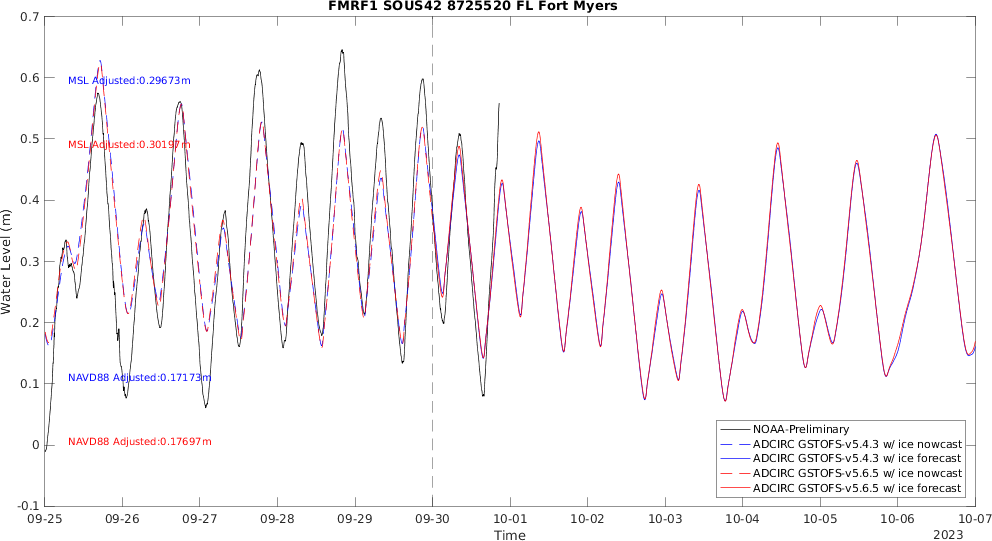 FMRF1 SOUS42 8725520 FL Fort Myers
0.7
0.6
0.5
0.4
0.3
0.2
0.1
0
-0.1
Water Level (m)
MSL Adjusted:0.29673m
MSL Adjusted:0.30197m
NAVD88 Adjusted:0.17173m
NAVD88 Adjusted:0.17697m
NOAA-Preliminary
ADCIRC GSTOFS-v5.4.3 w/ ice nowcast
ADCIRC GSTOFS-v5.4.3 w/ ice forecast
ADCIRC GSTOFS-v5.6.5 w/ ice nowcast
ADCIRC GSTOFS-v5.6.5 w/ ice forecast
09-25 09-26 09-27 09-28 09-29 09-30 10-01 10-02 10-03 10-04 10-05 10-06 10-07
Time
2023